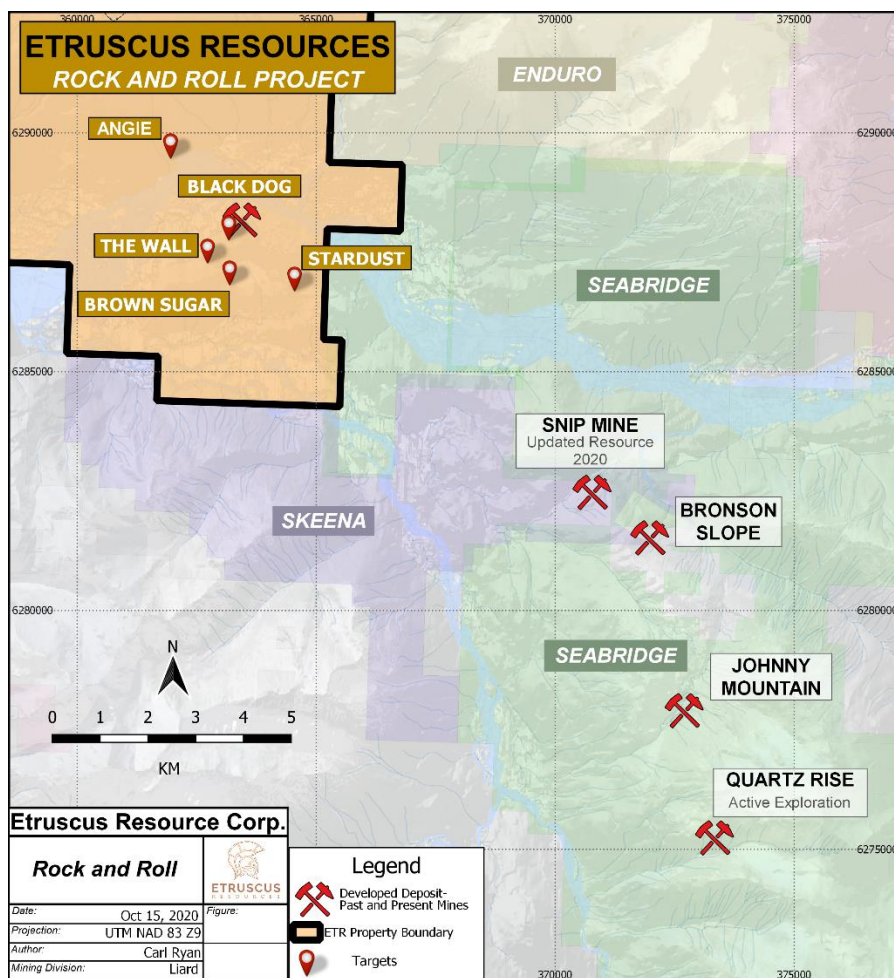 360000
365000
370000
375000
ETRUSCUS RESOURCES
ROCK AND ROLL PROJECT
ENDURO
6290000
6290000
ANGIE
BLACK DOG
THE WALL
STARDUST
BROWN SUGAR
SEABRIDGE
6285000
6285000
SNIP MINE
Updated Resource
2020
BRONSON
SLOPE
SKEENA
6280000
6280000
SEABRIDGE
JOHNNY
MOUNTAIN
N
0 1 2 3 4 5
KM
QUARTZ RISE
Active Exploration
6275000
Etruscus Resource Corp.
Rock and Roll
ETRUSCUS
RESOURCES
Date: Oct 15, 2020
Figure:
Projection: UTM NAD 83 Z9
Author: Carl Ryan
Mining Division: Liard
Legend
Developed Deposit-
Past and Present Mines
ETR Property Boundary
Targets
370000
375000